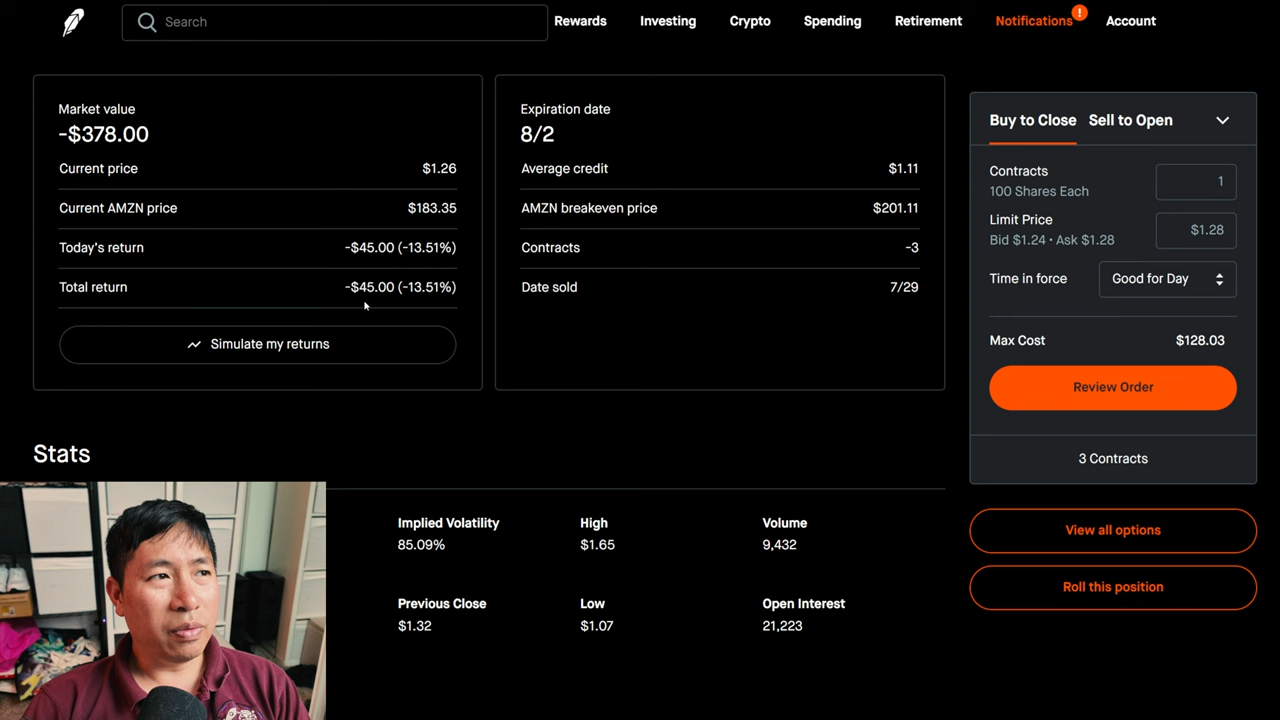 Search
Rewards
Investing
Crypto
Spending
Retirement
Notifications
!
Account
Market value
-$378.00
Current price $1.26
Current AMZN price $183.35
Today's return -$45.00 (-13.51%)
Total return -$45.00 (-13.51%)
Simulate my returns
Expiration date
8/2
Average credit $1.11
AMZN breakeven price $201.11
Contracts -3
Date sold 7/29
Buy to Close Sell to Open
Contracts
100 Shares Each
1
Limit Price
Bid $1.24 • Ask $1.28
$1.28
Time in force Good for Day
Max Cost $128.03
Review Order
3 Contracts
View all options
Roll this position
Stats
Implied Volatility
85.09%
High
$1.65
Volume
9,432
Previous Close
$1.32
Low
$1.07
Open Interest
21,223